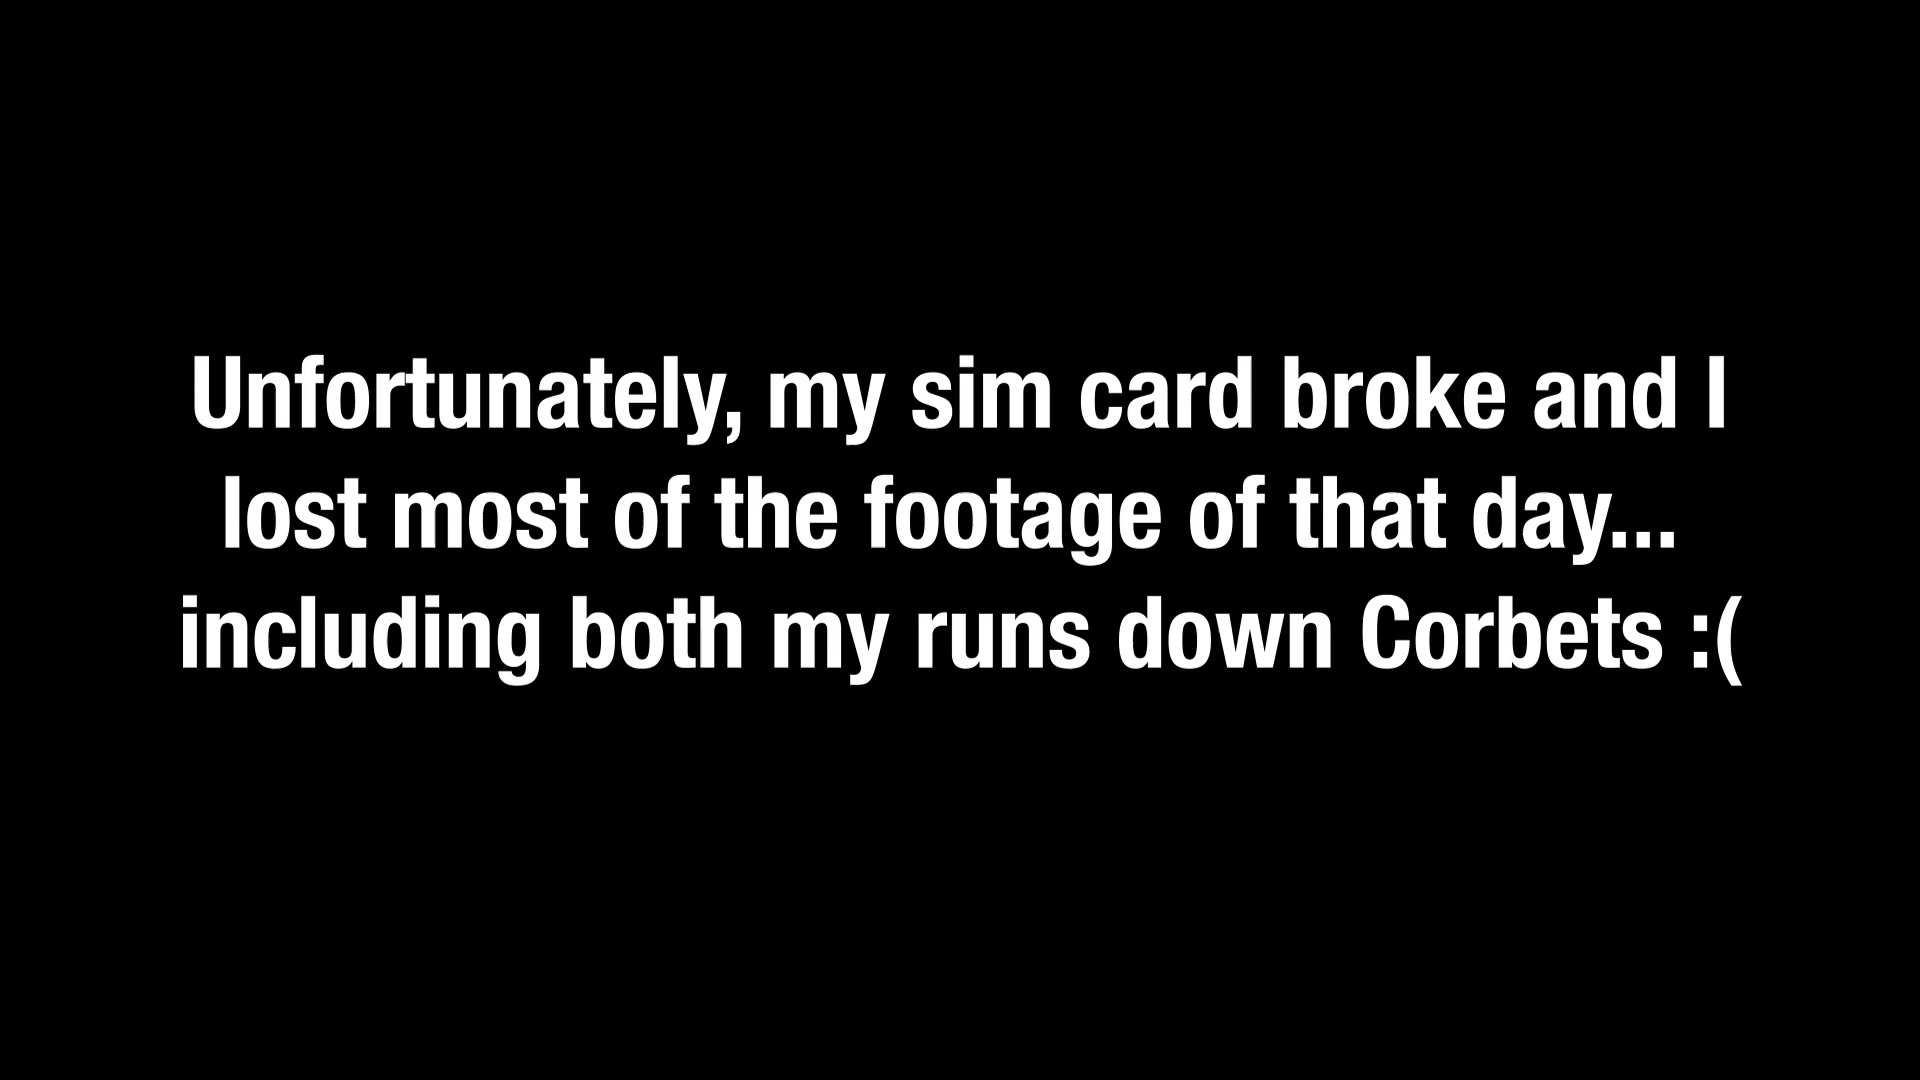 Unfortunately, my sim card broke and I
lost most of the footage of that day...
including both my runs down Corbets :(